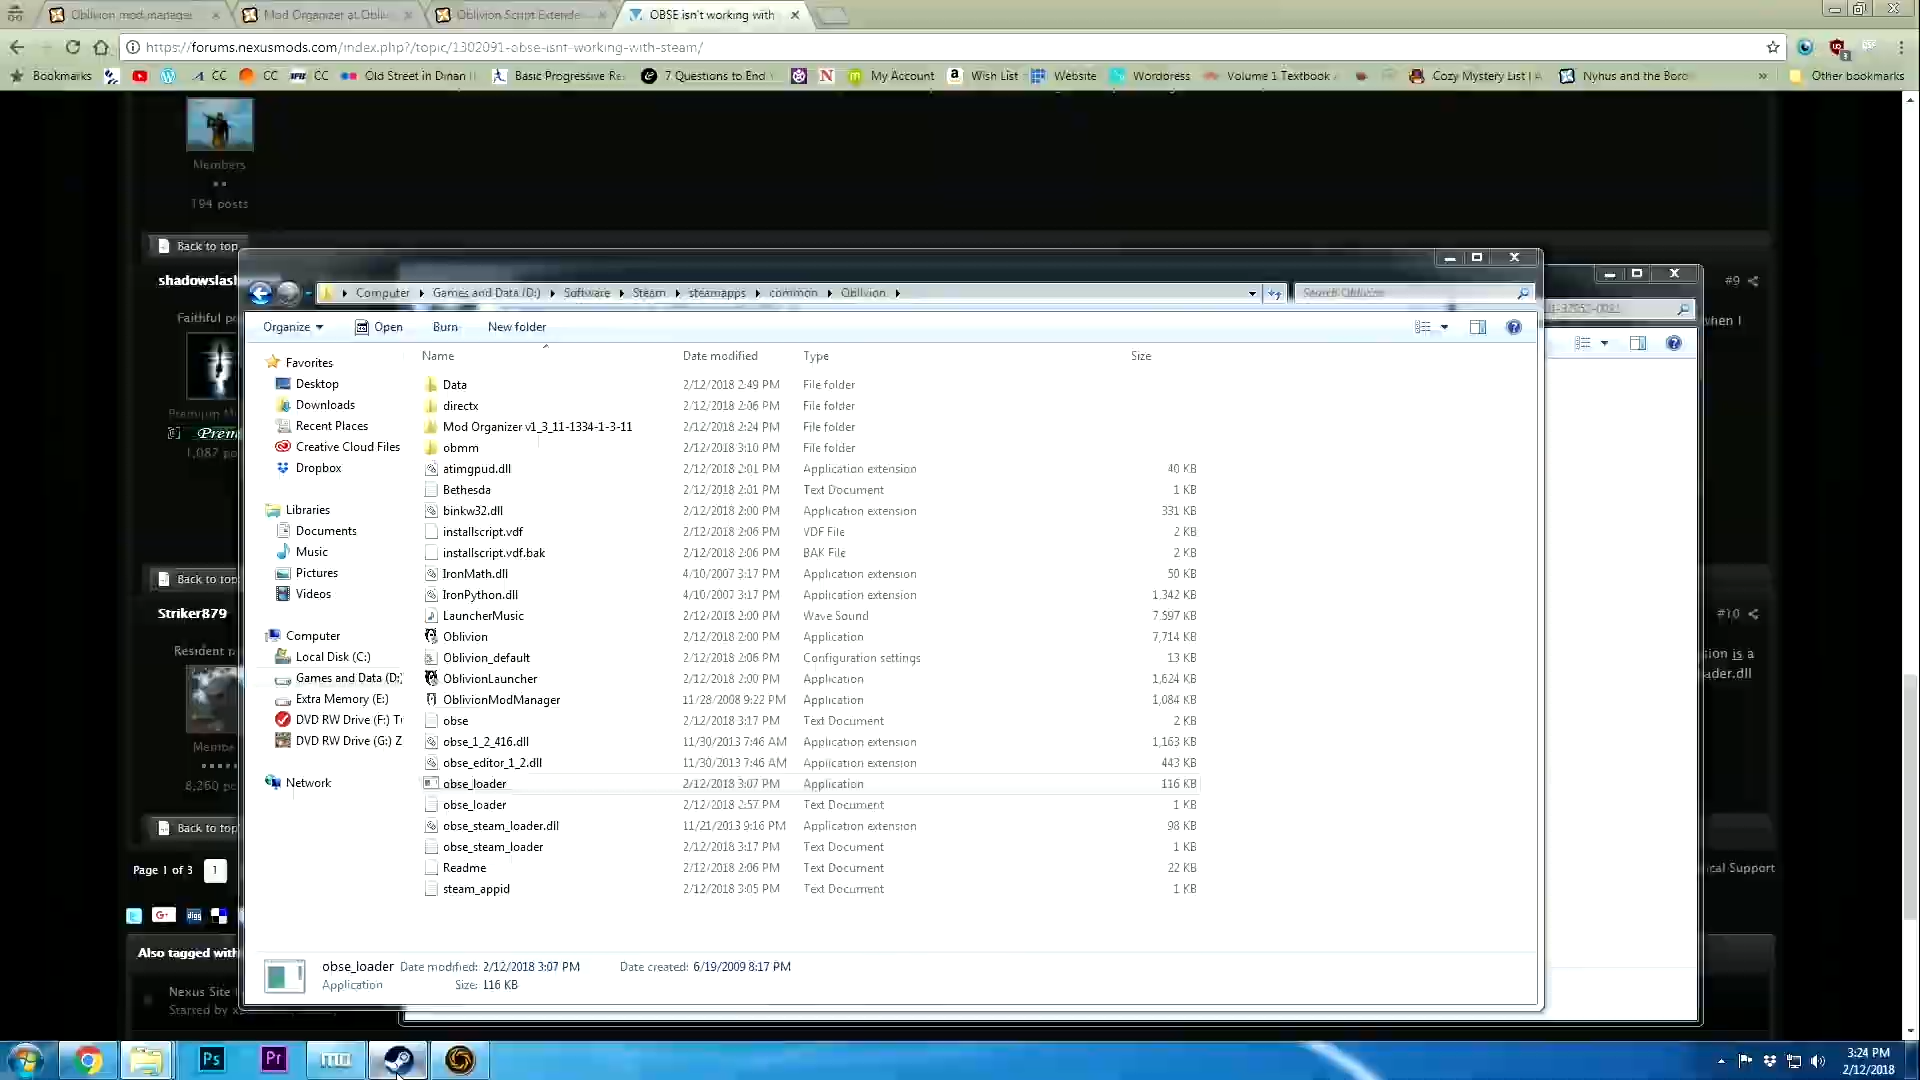 Oblivion mod manager
Mod Organizer at Oblivi
Oblivion Script Extende
OBSE isn't working with
https://forums.nexusmods.com/index.php?/topic/1302091-obse-isnt-working-with-steam/
Bookmarks CC CC CC Old Street in Dinan Basic Progressive Re 7 Questions to End My Account Wish List Website Wordpress Volume 1 Textbook Cozy Mystery List | A Nyhus and the Boro » Other bookmarks
Members
194 posts
Back to top
shadowslash
#9
Faithful po
when I
Premium M
Prem
1,087 po
Back to top
Striker879
#10
Resident p
sion is a
ader.dll
Membe
8,260 p
Back to top
Page 1 of 3 1
ical Support
Also tagged with
Nexus Site
Started by
Computer Games and Data (D:) Software Steam steamapps common Oblivion
Search Oblivion
Organize Open Burn New folder
Favorites
Desktop
Downloads
Recent Places
Creative Cloud Files
Dropbox
Libraries
Documents
Music
Pictures
Videos
Computer
Local Disk (C:)
Games and Data (D:)
Extra Memory (E:)
DVD RW Drive (F:) T
DVD RW Drive (G:) Z
Network
Name Date modified Type Size
Data 2/12/2018 2:49 PM File folder
directx 2/12/2018 2:06 PM File folder
Mod Organizer v1_3_11-1334-1-3-11 2/12/2018 2:24 PM File folder
obmm 2/12/2018 3:10 PM File folder
atimgpud.dll 2/12/2018 2:01 PM Application extension 40 KB
Bethesda 2/12/2018 2:01 PM Text Document 1 KB
binkw32.dll 2/12/2018 2:00 PM Application extension 331 KB
installscript.vdf 2/12/2018 2:06 PM VDF File 2 KB
installscript.vdf.bak 2/12/2018 2:06 PM BAK File 2 KB
IronMath.dll 4/10/2007 3:17 PM Application extension 50 KB
IronPython.dll 4/10/2007 3:17 PM Application extension 1,342 KB
LauncherMusic 2/12/2018 2:00 PM Wave Sound 7,597 KB
Oblivion 2/12/2018 2:00 PM Application 7,714 KB
Oblivion_default 2/12/2018 2:06 PM Configuration settings 13 KB
OblivionLauncher 2/12/2018 2:00 PM Application 1,624 KB
OblivionModManager 11/28/2008 9:22 PM Application 1,084 KB
obse 2/12/2018 3:17 PM Text Document 2 KB
obse_1_2_416.dll 11/30/2013 7:46 AM Application extension 1,163 KB
obse_editor_1_2.dll 11/30/2013 7:46 AM Application extension 443 KB
obse_loader 2/12/2018 3:07 PM Application 116 KB
obse_loader 2/12/2018 2:57 PM Text Document 1 KB
obse_steam_loader.dll 11/21/2013 9:16 PM Application extension 98 KB
obse_steam_loader 2/12/2018 3:17 PM Text Document 1 KB
Readme 2/12/2018 2:06 PM Text Document 22 KB
steam_appid 2/12/2018 3:05 PM Text Document 1 KB
obse_loader Date modified: 2/12/2018 3:07 PM Date created: 6/19/2009 8:17 PM
Application Size: 116 KB
Ps Pr MO
3:24 PM
2/12/2018